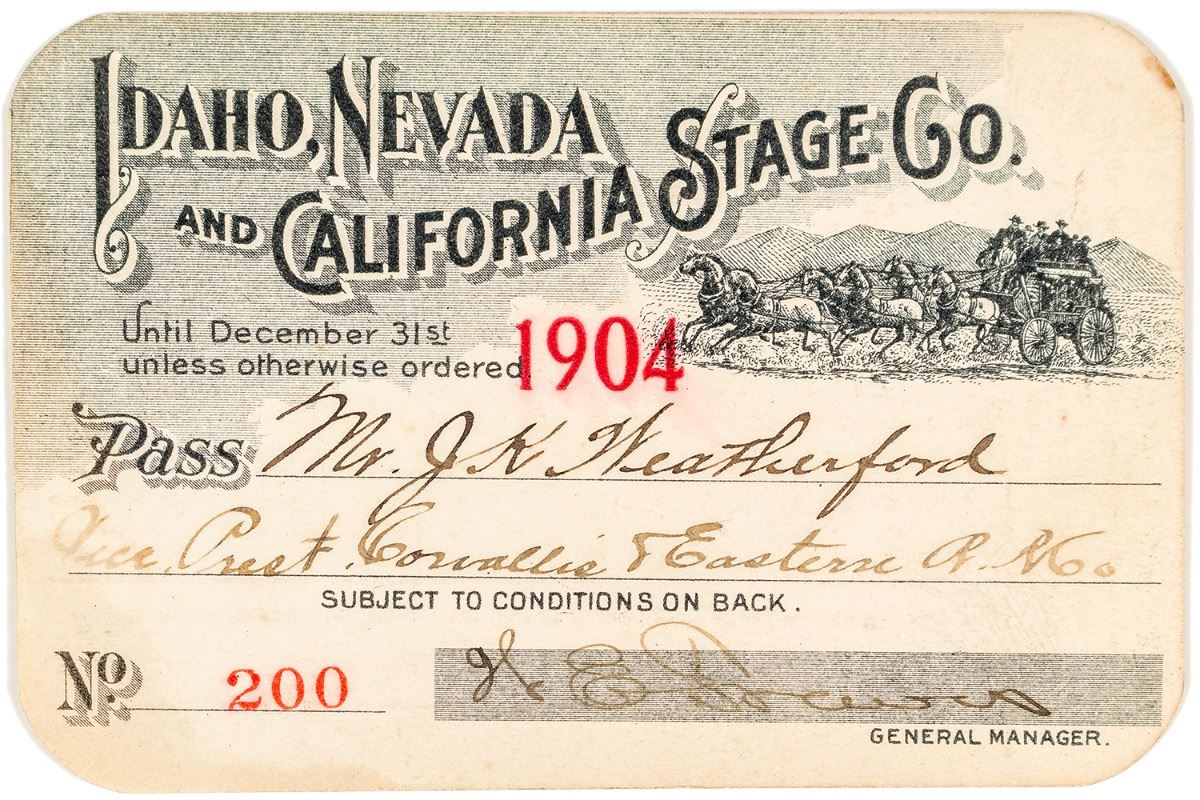 IDAHO, NEVADA
AND CALIFORNIA STAGE CO.
Until December 31st
unless otherwise ordered. 1904
Pass Mr. J K Weatherford
Vice. Prest. Corvallis & Eastern R. R Co
SUBJECT TO CONDITIONS ON BACK.
No. 200
GENERAL MANAGER.